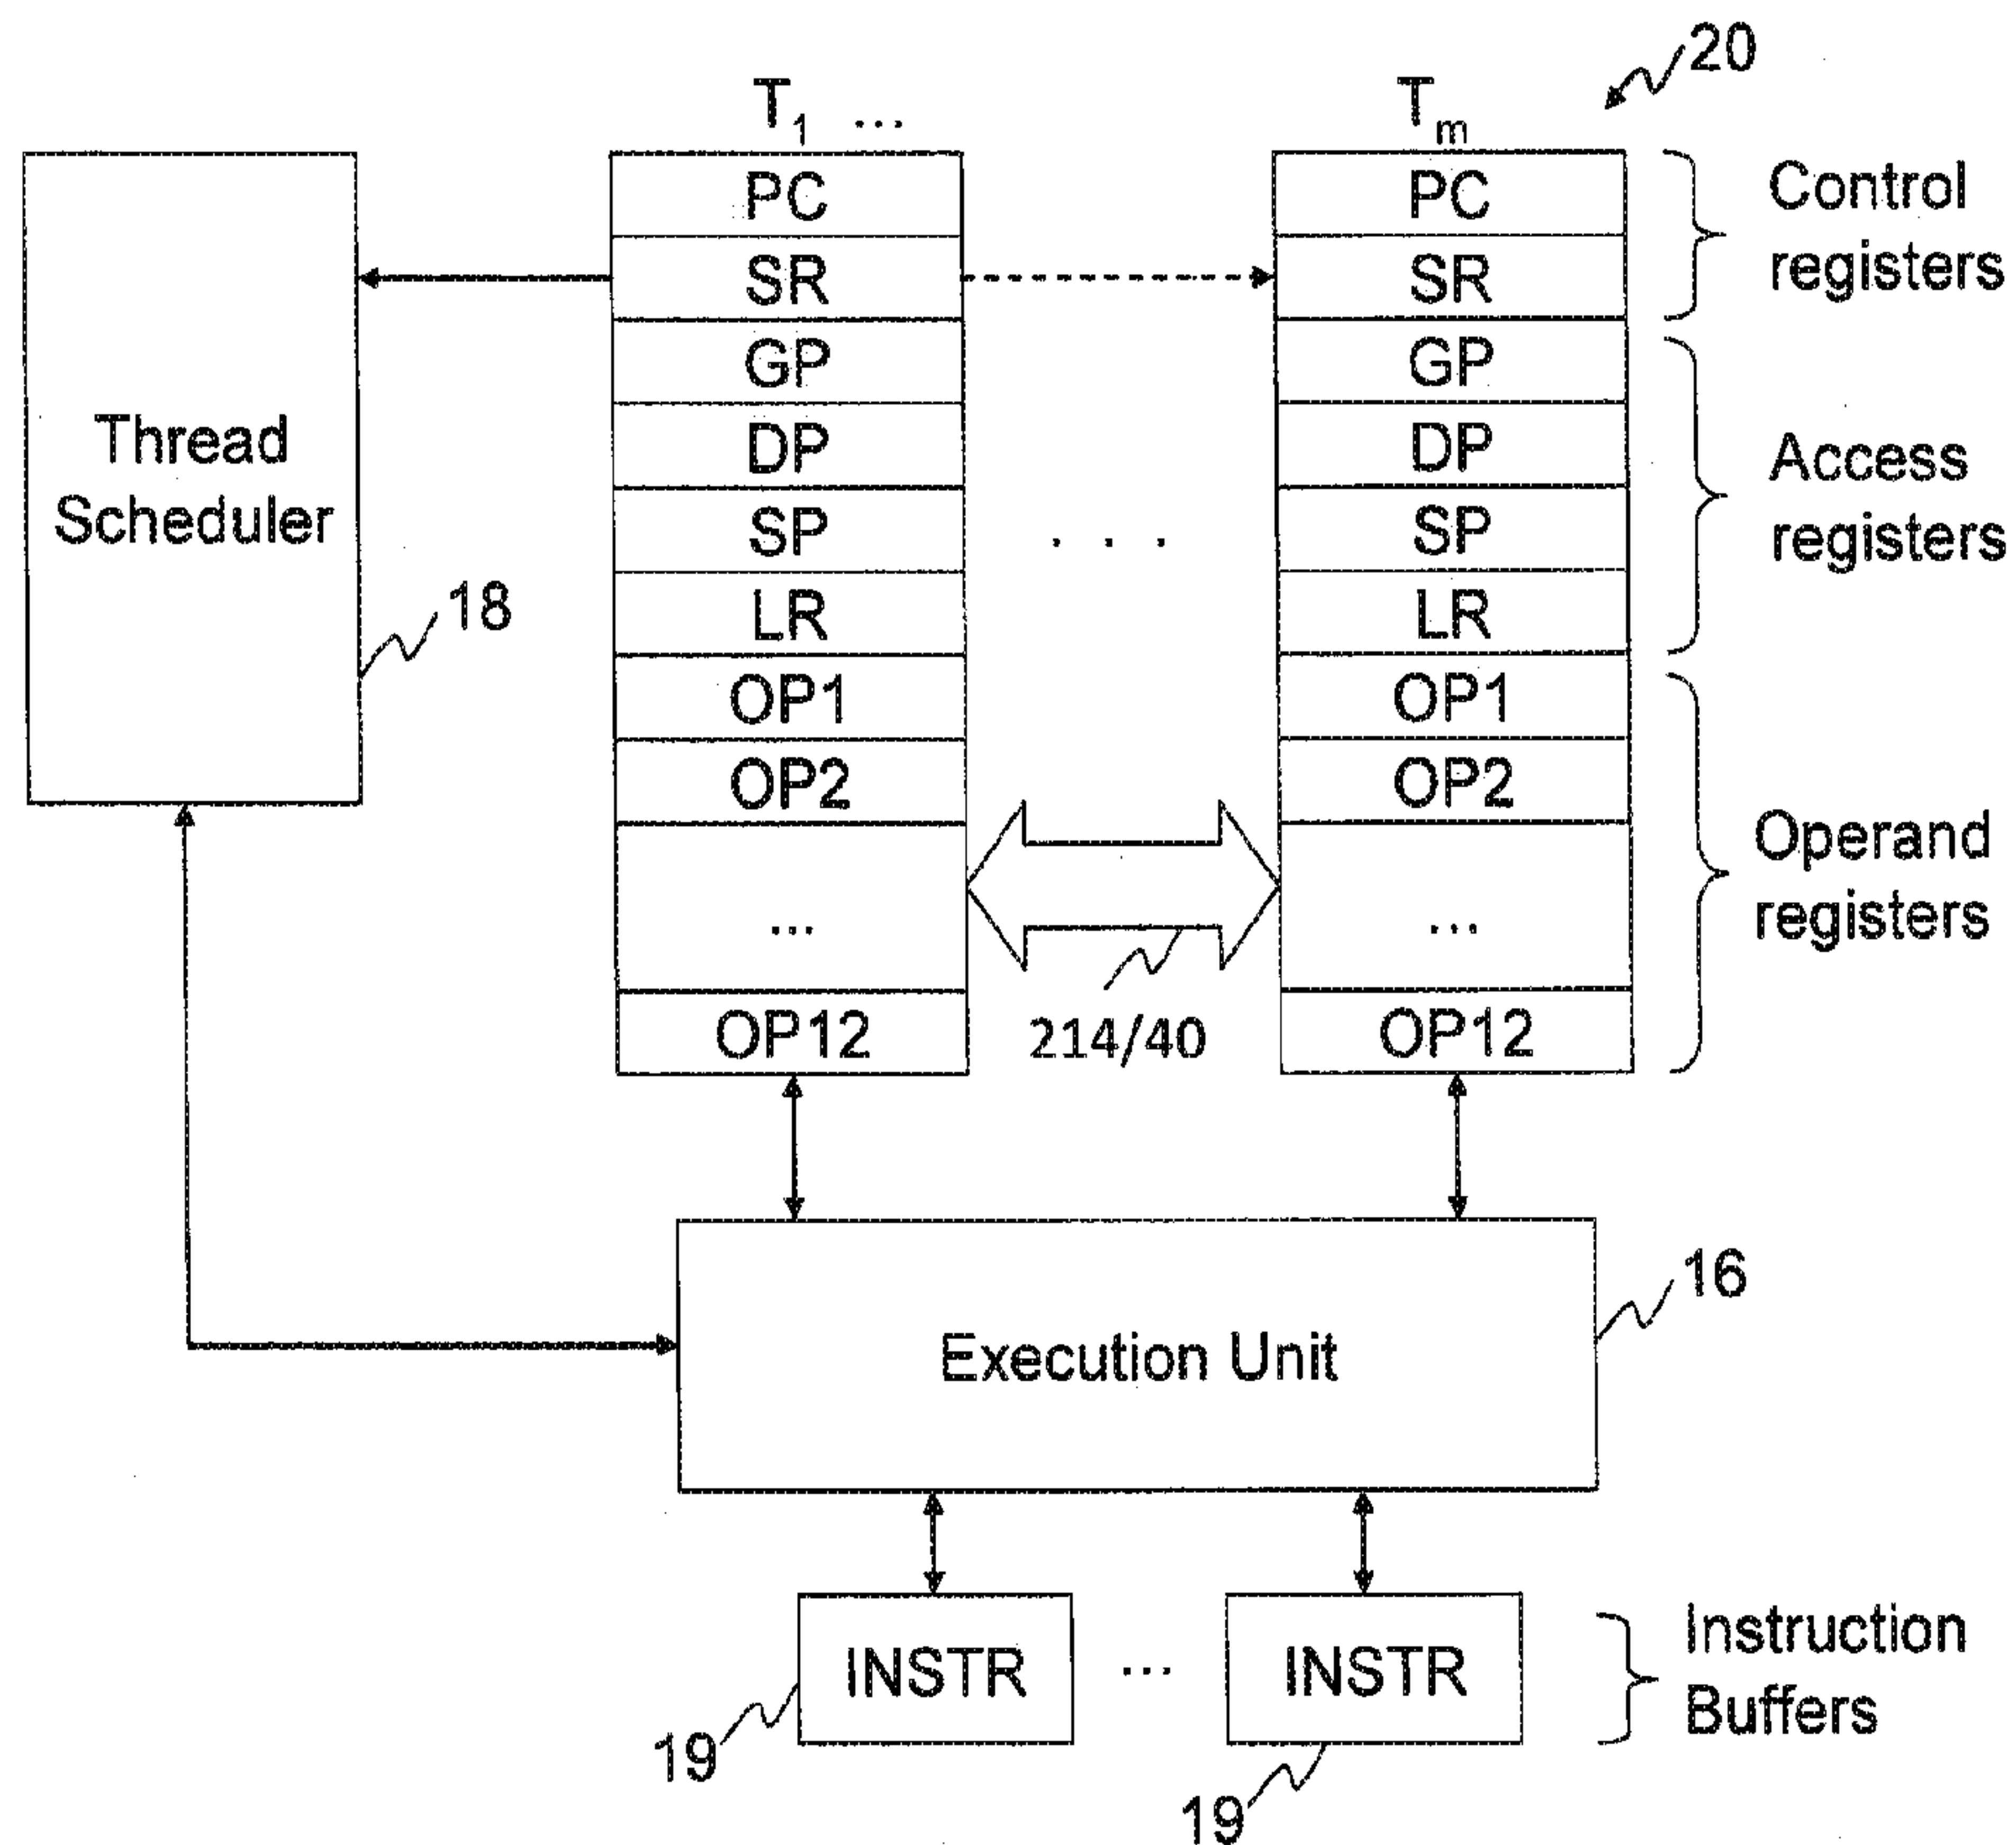 20
T1 ...
Tm
Thread
Scheduler
18
PC
SR
GP
DP
SP
LR
OP1
OP2
...
OP12
. . .
214/40
PC
SR
GP
DP
SP
LR
OP1
OP2
...
OP12
Control
registers
Access
registers
Operand
registers
Execution Unit
16
INSTR
...
INSTR
19
19
Instruction
Buffers